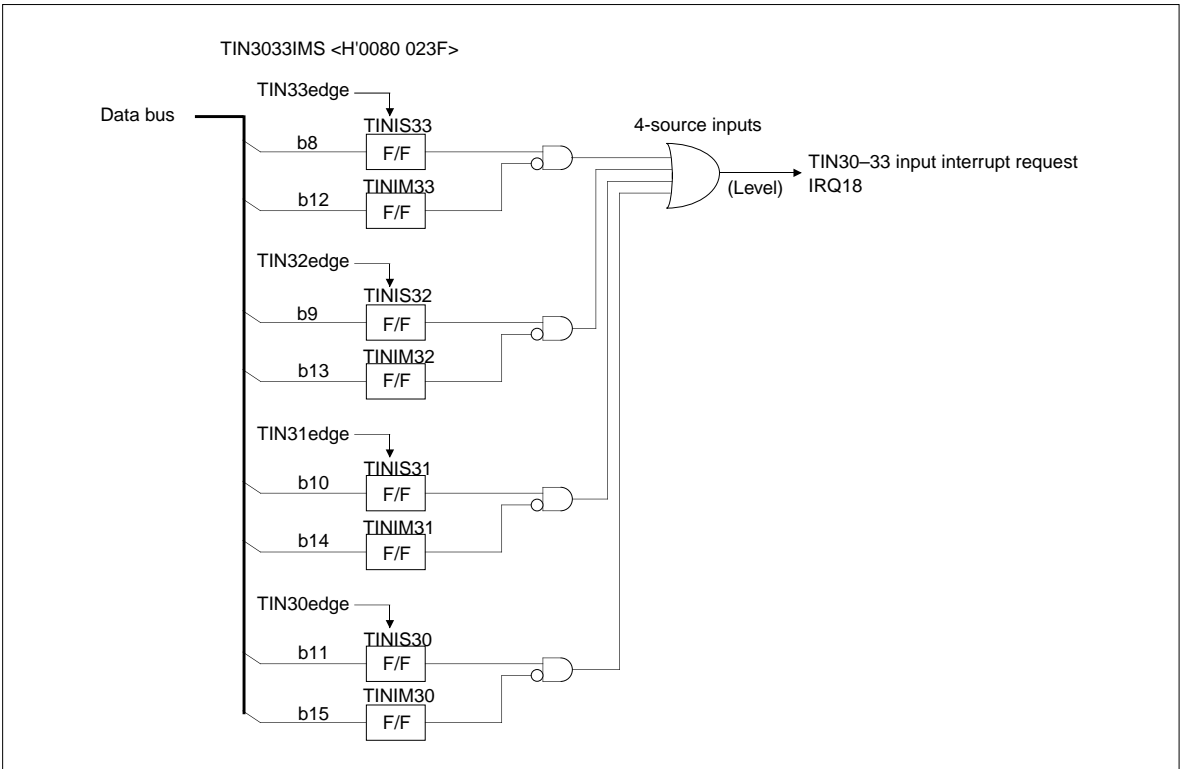 TIN3033IMS <H'0080 023F>
TIN33edge
Data bus
TINIS33
4-source inputs
b8
F/F
TIN30–33 input interrupt request
TINIM33
(Level)
IRQ18
b12
F/F
TIN32edge
TINIS32
b9
F/F
TINIM32
b13
F/F
TIN31edge
TINIS31
b10
F/F
TINIM31
b14
F/F
TIN30edge
TINIS30
b11
F/F
TINIM30
b15
F/F